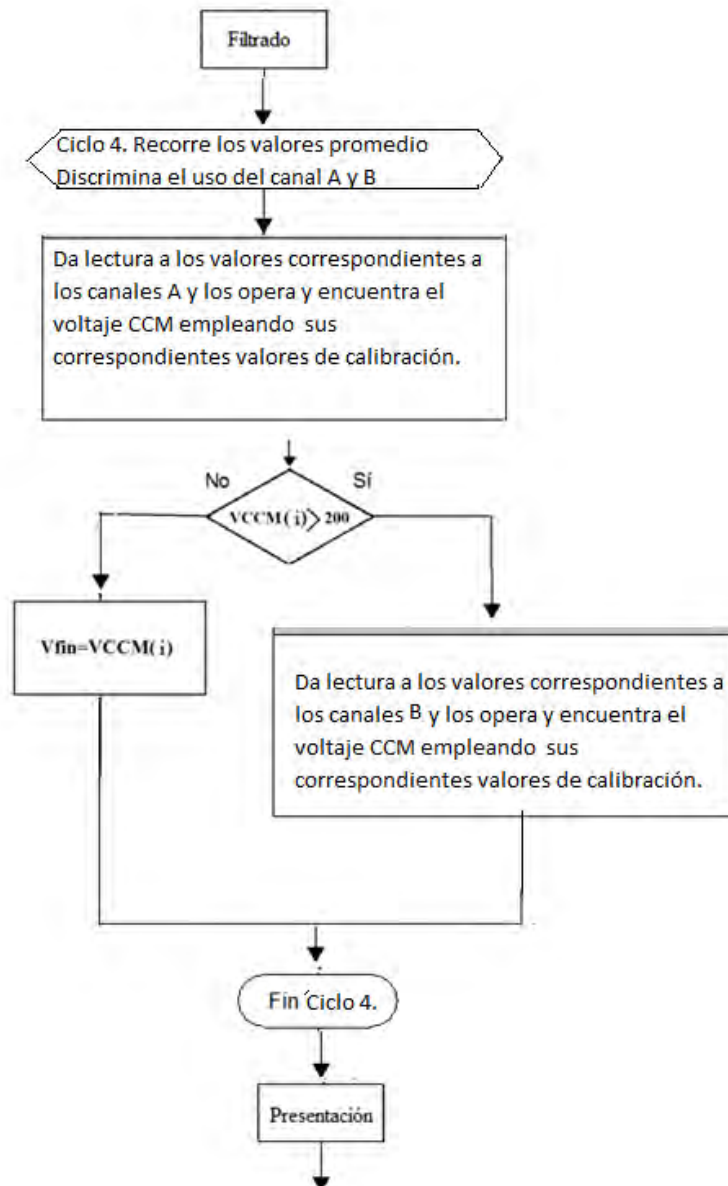 Filtrado
Ciclo 4. Recorre los valores promedio
Discrimina el uso del canal A y B
Da lectura a los valores correspondientes a
los canales A y los opera y encuentra el
voltaje CCM empleando sus
correspondientes valores de calibración.
No
Sí
VCCM(i)>200
Vfin=VCCM(i)
Da lectura a los valores correspondientes a
los canales B y los opera y encuentra el
voltaje CCM empleando sus
correspondientes valores de calibración.
Fin Ciclo 4.
Presentación